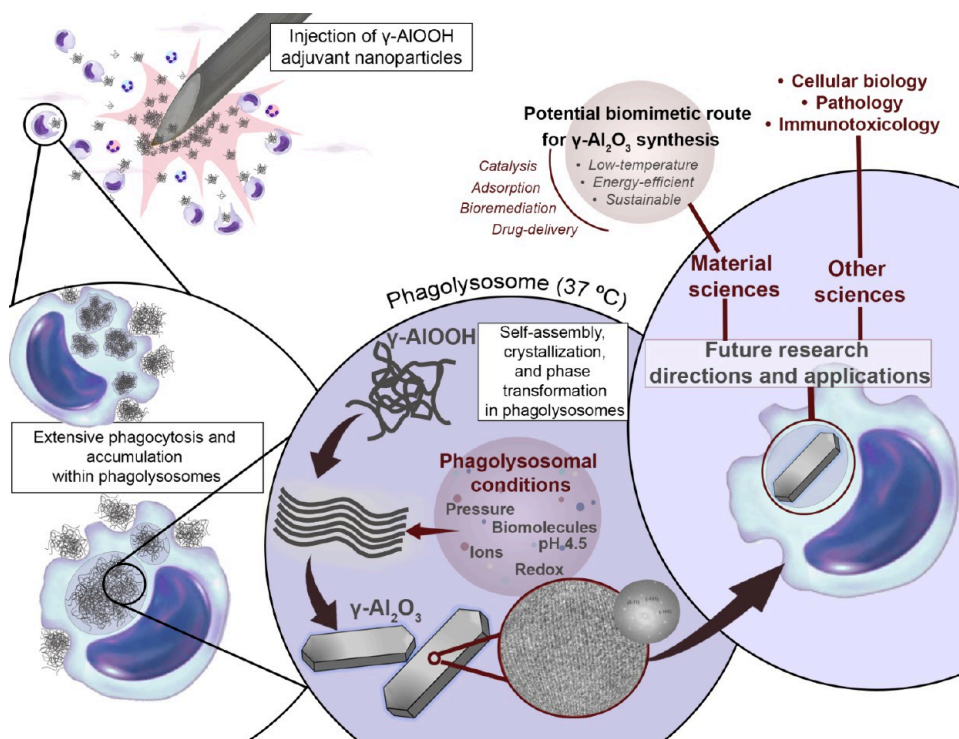 Injection of γ-AlOOH
adjuvant nanoparticles
• Cellular biology
• Pathology
• Immunotoxicology
Potential biomimetic route
for γ-Al₂O₃ synthesis
• Low-temperature
• Energy-efficient
• Sustainable
Catalysis
Adsorption
Bioremediation
Drug-delivery
Material
sciences
Other
sciences
Future research
directions and applications
Phagolysosome (37 ºC)
γ-AlOOH
Self-assembly,
crystallization,
and phase
transformation
in phagolysosomes
Extensive phagocytosis and
accumulation
within phagolysosomes
Phagolysosomal
conditions
Pressure
Biomolecules
pH 4.5
Ions
Redox
γ-Al₂O₃